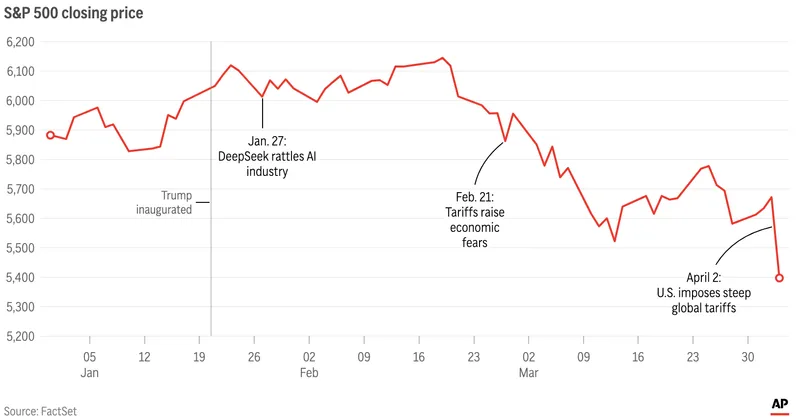 S&P 500 closing price
6,200
6,100
6,000
5,900
5,800
5,700
5,600
5,500
5,400
5,300
5,200
Jan. 27:
DeepSeek rattles AI
industry
Trump
inaugurated
Feb. 21:
Tariffs raise
economic
fears
April 2:
U.S. imposes steep
global tariffs
05 12 19 26 02 09 16 23 02 09 16 23 30
Jan Feb Mar
Source: FactSet
AP